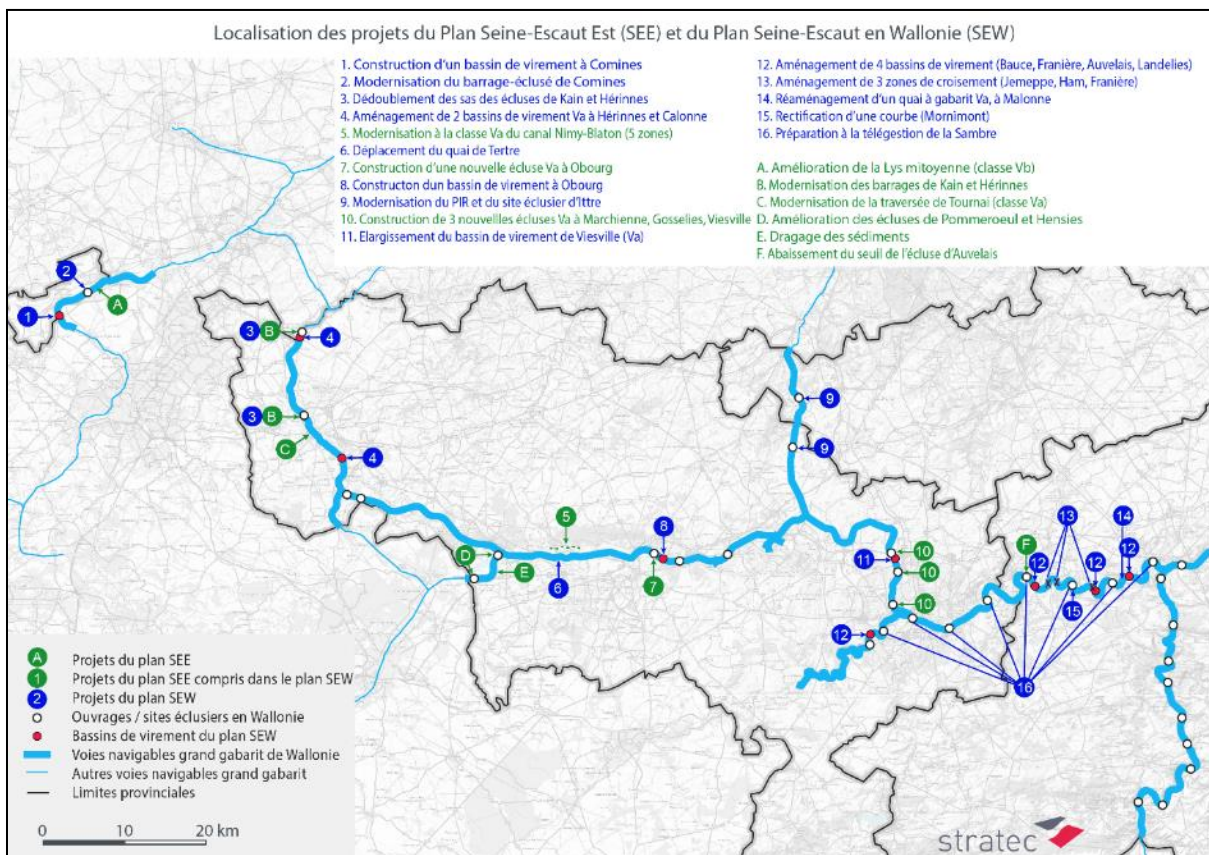 Localisation des projets du Plan Seine-Escaut Est (SEE) et du Plan Seine-Escaut en Wallonie (SEW)
1. Construction d'un bassin de virement à Comines
2. Modernisation du barrage-éclusé de Comines
3. Dédoublement des sas des écluses de Kain et Hérinnes
4. Aménagement de 2 bassins de virement Va à Hérinnes et Calonne
5. Modernisation à la classe Va du canal Nimy-Blaton (5 zones)
6. Déplacement du quai de Tertre
7. Construction d'une nouvelle écluse Va à Obourg
8. Constructon dun bassin de virement à Obourg
9. Modernisation du PIR et du site éclusier d'Ittre
10. Construction de 3 nouvellles écluses Va à Marchienne, Gosselies, Viesville
11. Elargissement du bassin de virement de Viesville (Va)
12. Aménagement de 4 bassins de virement (Bauce, Franière, Auvelais, Landelies)
13. Aménagement de 3 zones de croisement (Jemeppe, Ham, Franière)
14. Réaménagement d'un quai à gabarit Va, à Malonne
15. Rectification d'une courbe (Mornimont)
16. Préparation à la télégestion de la Sambre
A. Amélioration de la Lys mitoyenne (classe Vb)
B. Modernisation des barrages de Kain et Hérinnes
C. Modernisation de la traversée de Tournai (classe Va)
D. Amélioration des écluses de Pommeroeul et Hensies
E. Dragage des sédiments
F. Abaissement du seuil de l'écluse d'Auvelais
2
A
1
3 B
4
3 B
9
C
4
9
13 14
5
8
F
12
12
12
D
10
11
E
6
7
10
15
10
12
16
A Projets du plan SEE
1 Projets du plan SEE compris dans le plan SEW
2 Projets du plan SEW
Ouvrages / sites éclusiers en Wallonie
Bassins de virement du plan SEW
Voies navigables grand gabarit de Wallonie
Autres voies navigables grand gabarit
Limites provinciales
0 10 20 km
stratec